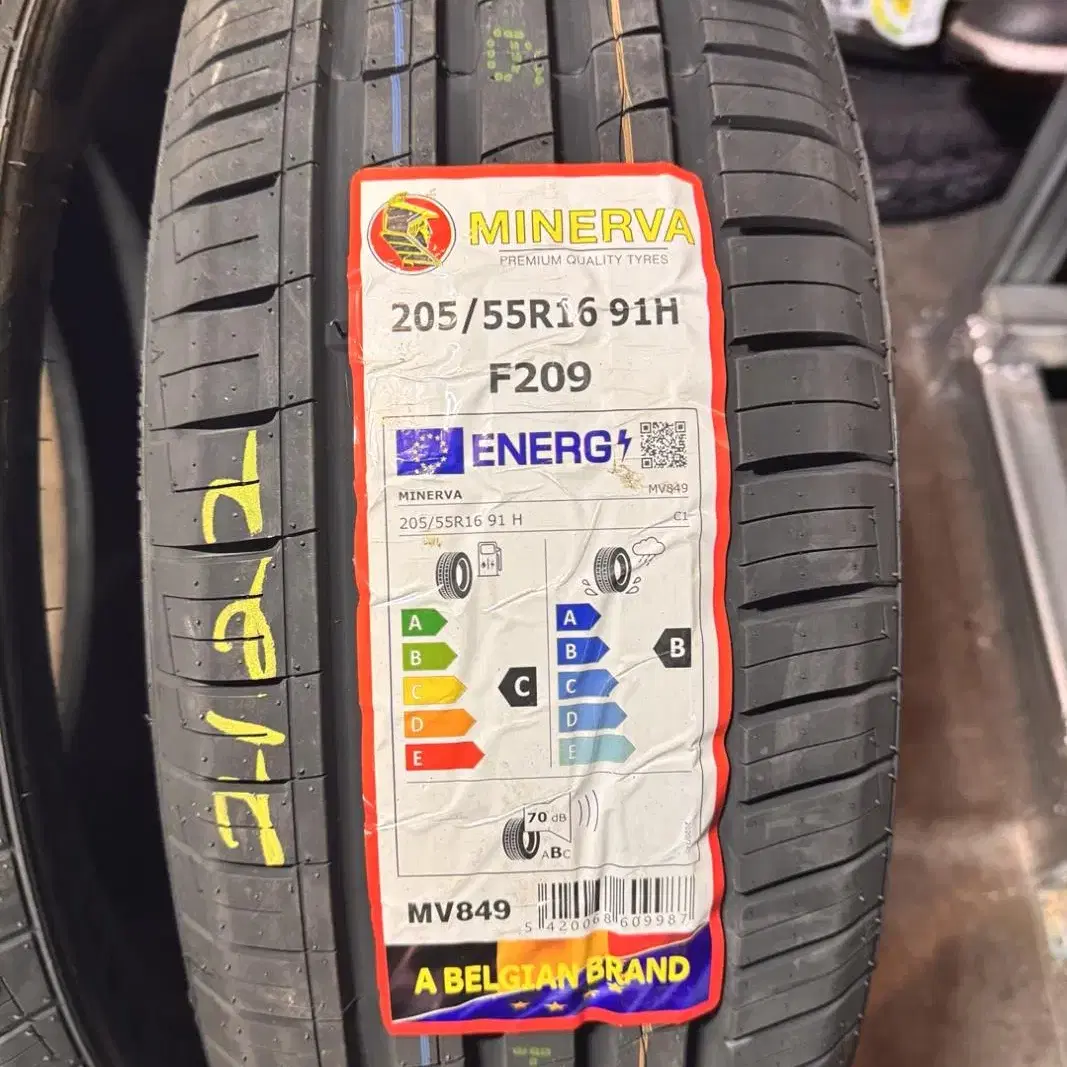 MINERVA
PREMIUM QUALITY TYRES
205/55R16 91H
F209
ENERG
MINERVA
MV849
205/55R16 91 H
C1
A
B
C
D
E
C
A
B
C
D
E
B
70 dB
ABC
MV849
5 420068 609987
A BELGIAN BRAND